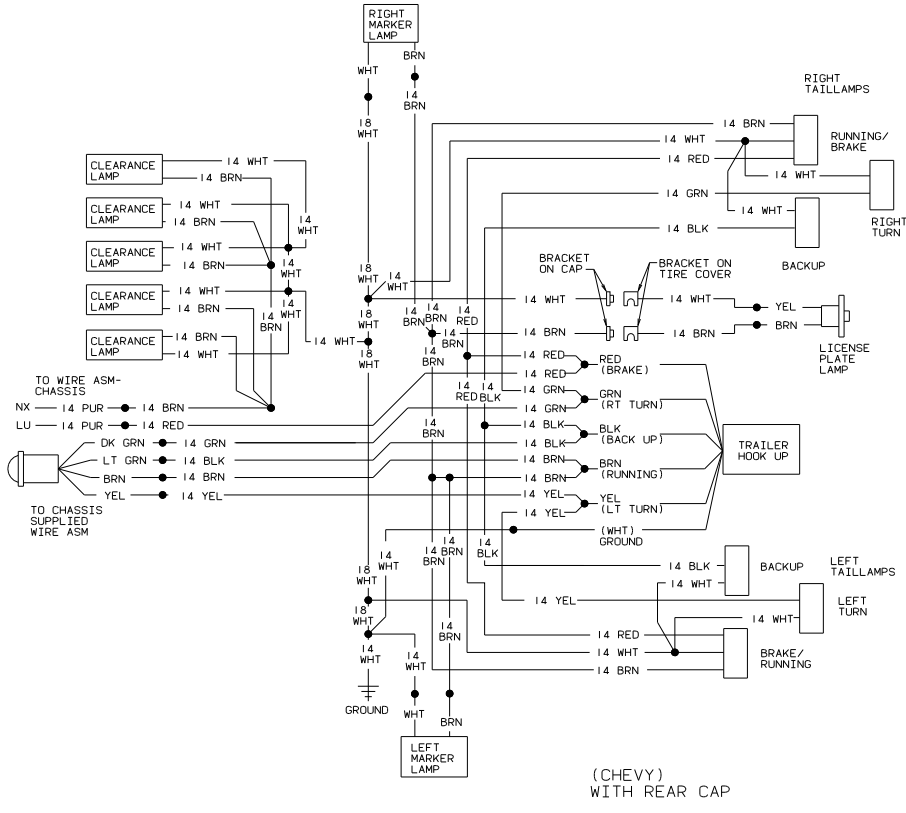 RIGHT
MARKER
LAMP
WHT
BRN
14
BRN
18
WHT
RIGHT
TAILLAMPS
14 BRN
14 WHT
14 RED
RUNNING/
BRAKE
14 WHT
14 GRN
14 WHT
14 BLK
RIGHT
TURN
BACKUP
CLEARANCE
LAMP
14 WHT
14 BRN
CLEARANCE
LAMP
14 WHT
14 BRN
14
WHT
CLEARANCE
LAMP
14 WHT
14 BRN
14
WHT
CLEARANCE
LAMP
14 WHT
14 BRN
14
WHT
14
BRN
CLEARANCE
LAMP
14 BRN
14 WHT
14 WHT
18
WHT
14
WHT
18
WHT
18
WHT
14
BRN
14
BRN
14
BRN
14
BRN
14
RED
BRACKET
ON CAP
BRACKET ON
TIRE COVER
14 WHT
14 WHT
YEL
14 BRN
14 BRN
BRN
LICENSE
PLATE
LAMP
TO WIRE ASM-
CHASSIS
NX
14 PUR
14 BRN
LU
14 PUR
14 RED
DK GRN
14 GRN
LT GRN
14 BLK
BRN
14 BRN
YEL
14 YEL
TO CHASSIS
SUPPLIED
WIRE ASM
14 RED
14 RED
RED
(BRAKE)
14
RED
14
BLK
14 GRN
14 GRN
GRN
(RT TURN)
14
BRN
14 BLK
14 BLK
BLK
(BACK UP)
14 BRN
14 BRN
BRN
(RUNNING)
14 YEL
14 YEL
YEL
(LT TURN)
(WHT)
GROUND
TRAILER
HOOK UP
14
BRN
14
BRN
14
BLK
14
WHT
18
WHT
18
WHT
14 BLK
BACKUP
14 WHT
LEFT
TAILLAMPS
14 YEL
LEFT
TURN
14 WHT
14 RED
14 WHT
14 BRN
BRAKE/
RUNNING
14
BRN
14
WHT
14
WHT
GROUND
WHT
BRN
LEFT
MARKER
LAMP
(CHEVY)
WITH REAR CAP